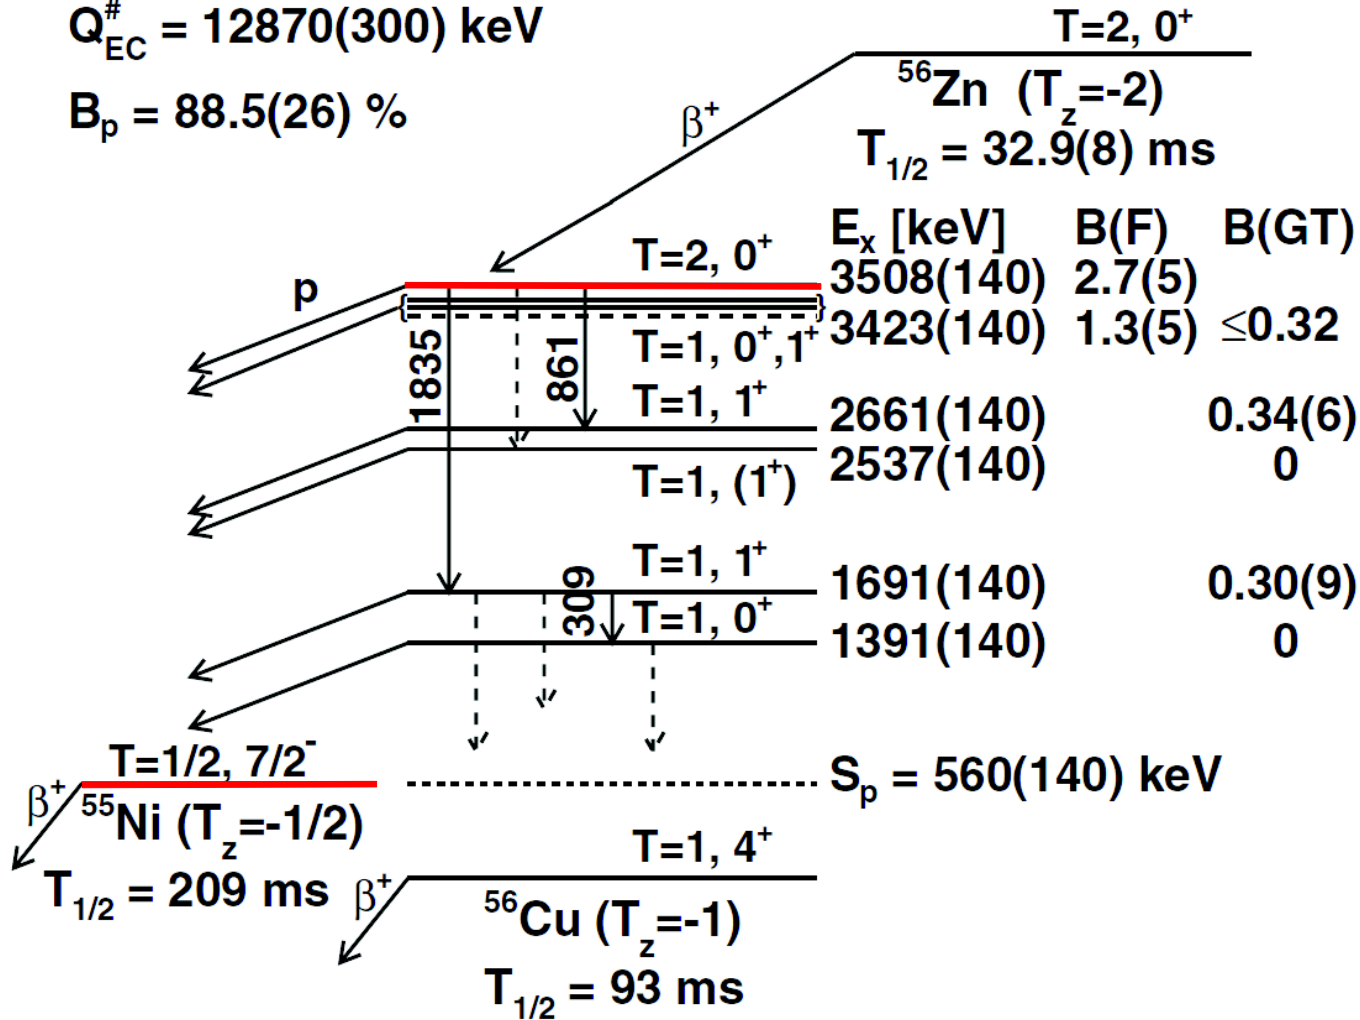 Q#EC = 12870(300) keV
Bp = 88.5(26) %
T=2, 0+
56Zn (Tz=-2)
T1/2 = 32.9(8) ms
β+
Ex [keV] B(F) B(GT)
T=2, 0+ 3508(140) 2.7(5)
p
T=1, 0+,1+ 3423(140) 1.3(5) ≤0.32
1835
861
T=1, 1+ 2661(140) 0.34(6)
T=1, (1+) 2537(140) 0
T=1, 1+ 1691(140) 0.30(9)
309
T=1, 0+ 1391(140) 0
T=1/2, 7/2-
Sp = 560(140) keV
β+
55Ni (Tz=-1/2)
T1/2 = 209 ms
T=1, 4+
β+
56Cu (Tz=-1)
T1/2 = 93 ms